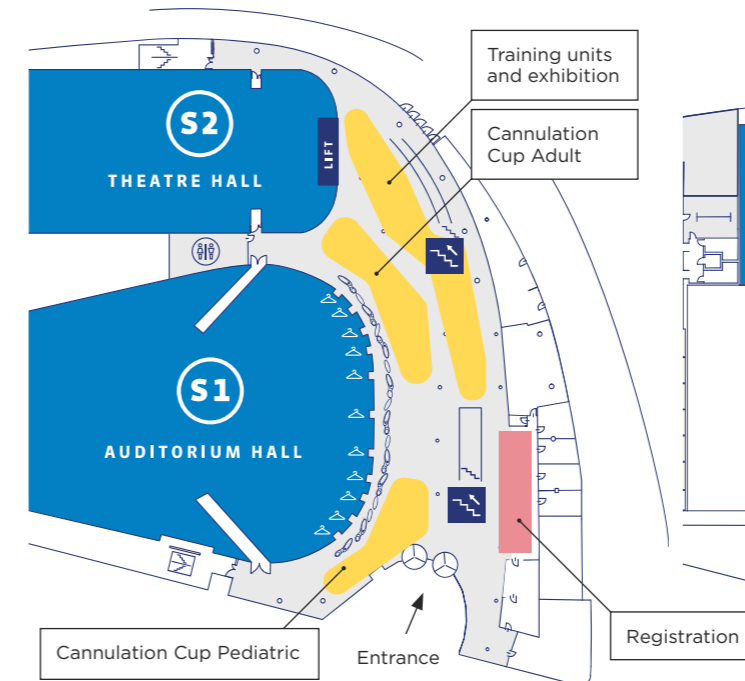 Training units
and exhibition
Cannulation
Cup Adult
S2
THEATRE HALL
LIFT
S1
AUDITORIUM HALL
Cannulation Cup Pediatric
Entrance
Registration